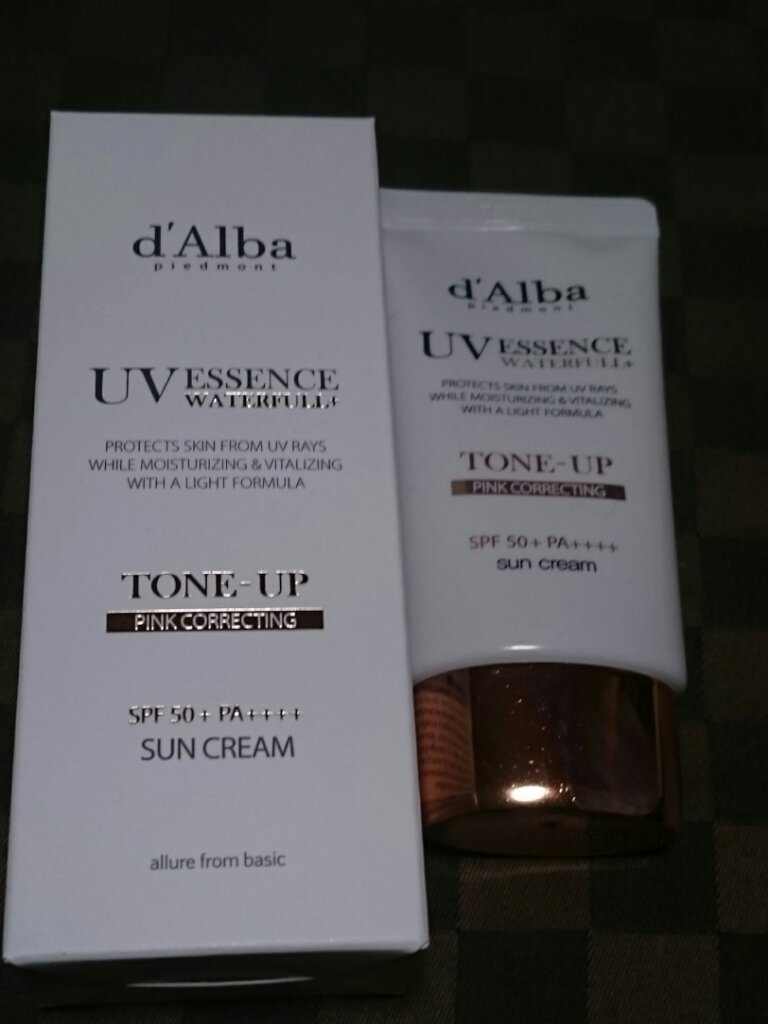 d'Alba
piedmont
UV ESSENCE
WATERFULL+
PROTECTS SKIN FROM UV RAYS
WHILE MOISTURIZING & VITALIZING
WITH A LIGHT FORMULA
TONE-UP
PINK CORRECTING
SPF 50+ PA++++
SUN CREAM
allure from basic
d'Alba
piedmont
UV ESSENCE
WATERFULL+
PROTECTS SKIN FROM UV RAYS
WHILE MOISTURIZING & VITALIZING
WITH A LIGHT FORMULA
TONE-UP
PINK CORRECTING
SPF 50+ PA++++
sun cream